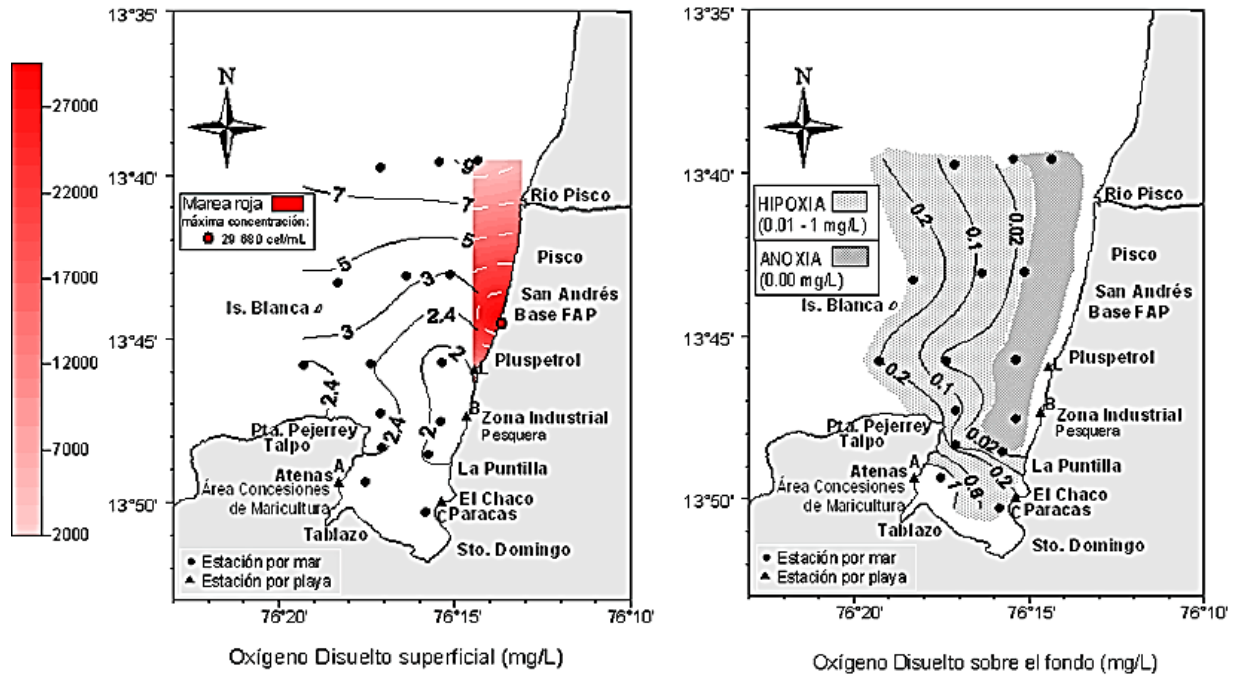 27000
22000
17000
12000
7000
2000
13°35'
13°40'
13°45'
13°50'
N
Marea roja
máxima concentración:
29 680 cel/mL
9
7
7
5
5
3
3
2.4
2.4
2.4
2
2
Rio Pisco
Pisco
San Andrés
Base FAP
Is. Blanca
Pluspetrol
L
B
Zona Industrial
Pesquera
Pta. Pejerrey
Talpo
La Puntilla
Atenas
A
Área Concesiones
de Maricultura
El Chaco
C
Paracas
Tablazo
Sto. Domingo
Estación por mar
Estación por playa
76°20'
76°15'
76°10'
Oxígeno Disuelto superficial (mg/L)
13°35'
13°40'
13°45'
13°50'
N
HIPOXIA
(0.01 - 1 mg/L)
ANOXIA
(0.00 mg/L)
0.2
0.1
0.02
0.2
0.1
0.02
0.2
0.8
1
Rio Pisco
Pisco
San Andrés
Base FAP
Is. Blanca
Pluspetrol
L
B
Zona Industrial
Pesquera
Pta. Pejerrey
Talpo
La Puntilla
Atenas
A
Área Concesiones
de Maricultura
El Chaco
C
Paracas
Tablazo
Sto. Domingo
Estación por mar
Estación por playa
76°20'
76°15'
76°10'
Oxígeno Disuelto sobre el fondo (mg/L)